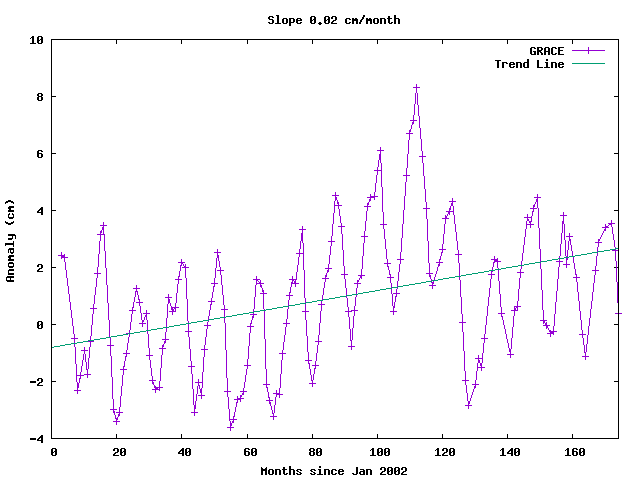 Slope 0.02 cm/month
GRACE
Trend Line
10
8
6
4
2
0
-2
-4
Anomaly (cm)
0 20 40 60 80 100 120 140 160
Months since Jan 2002